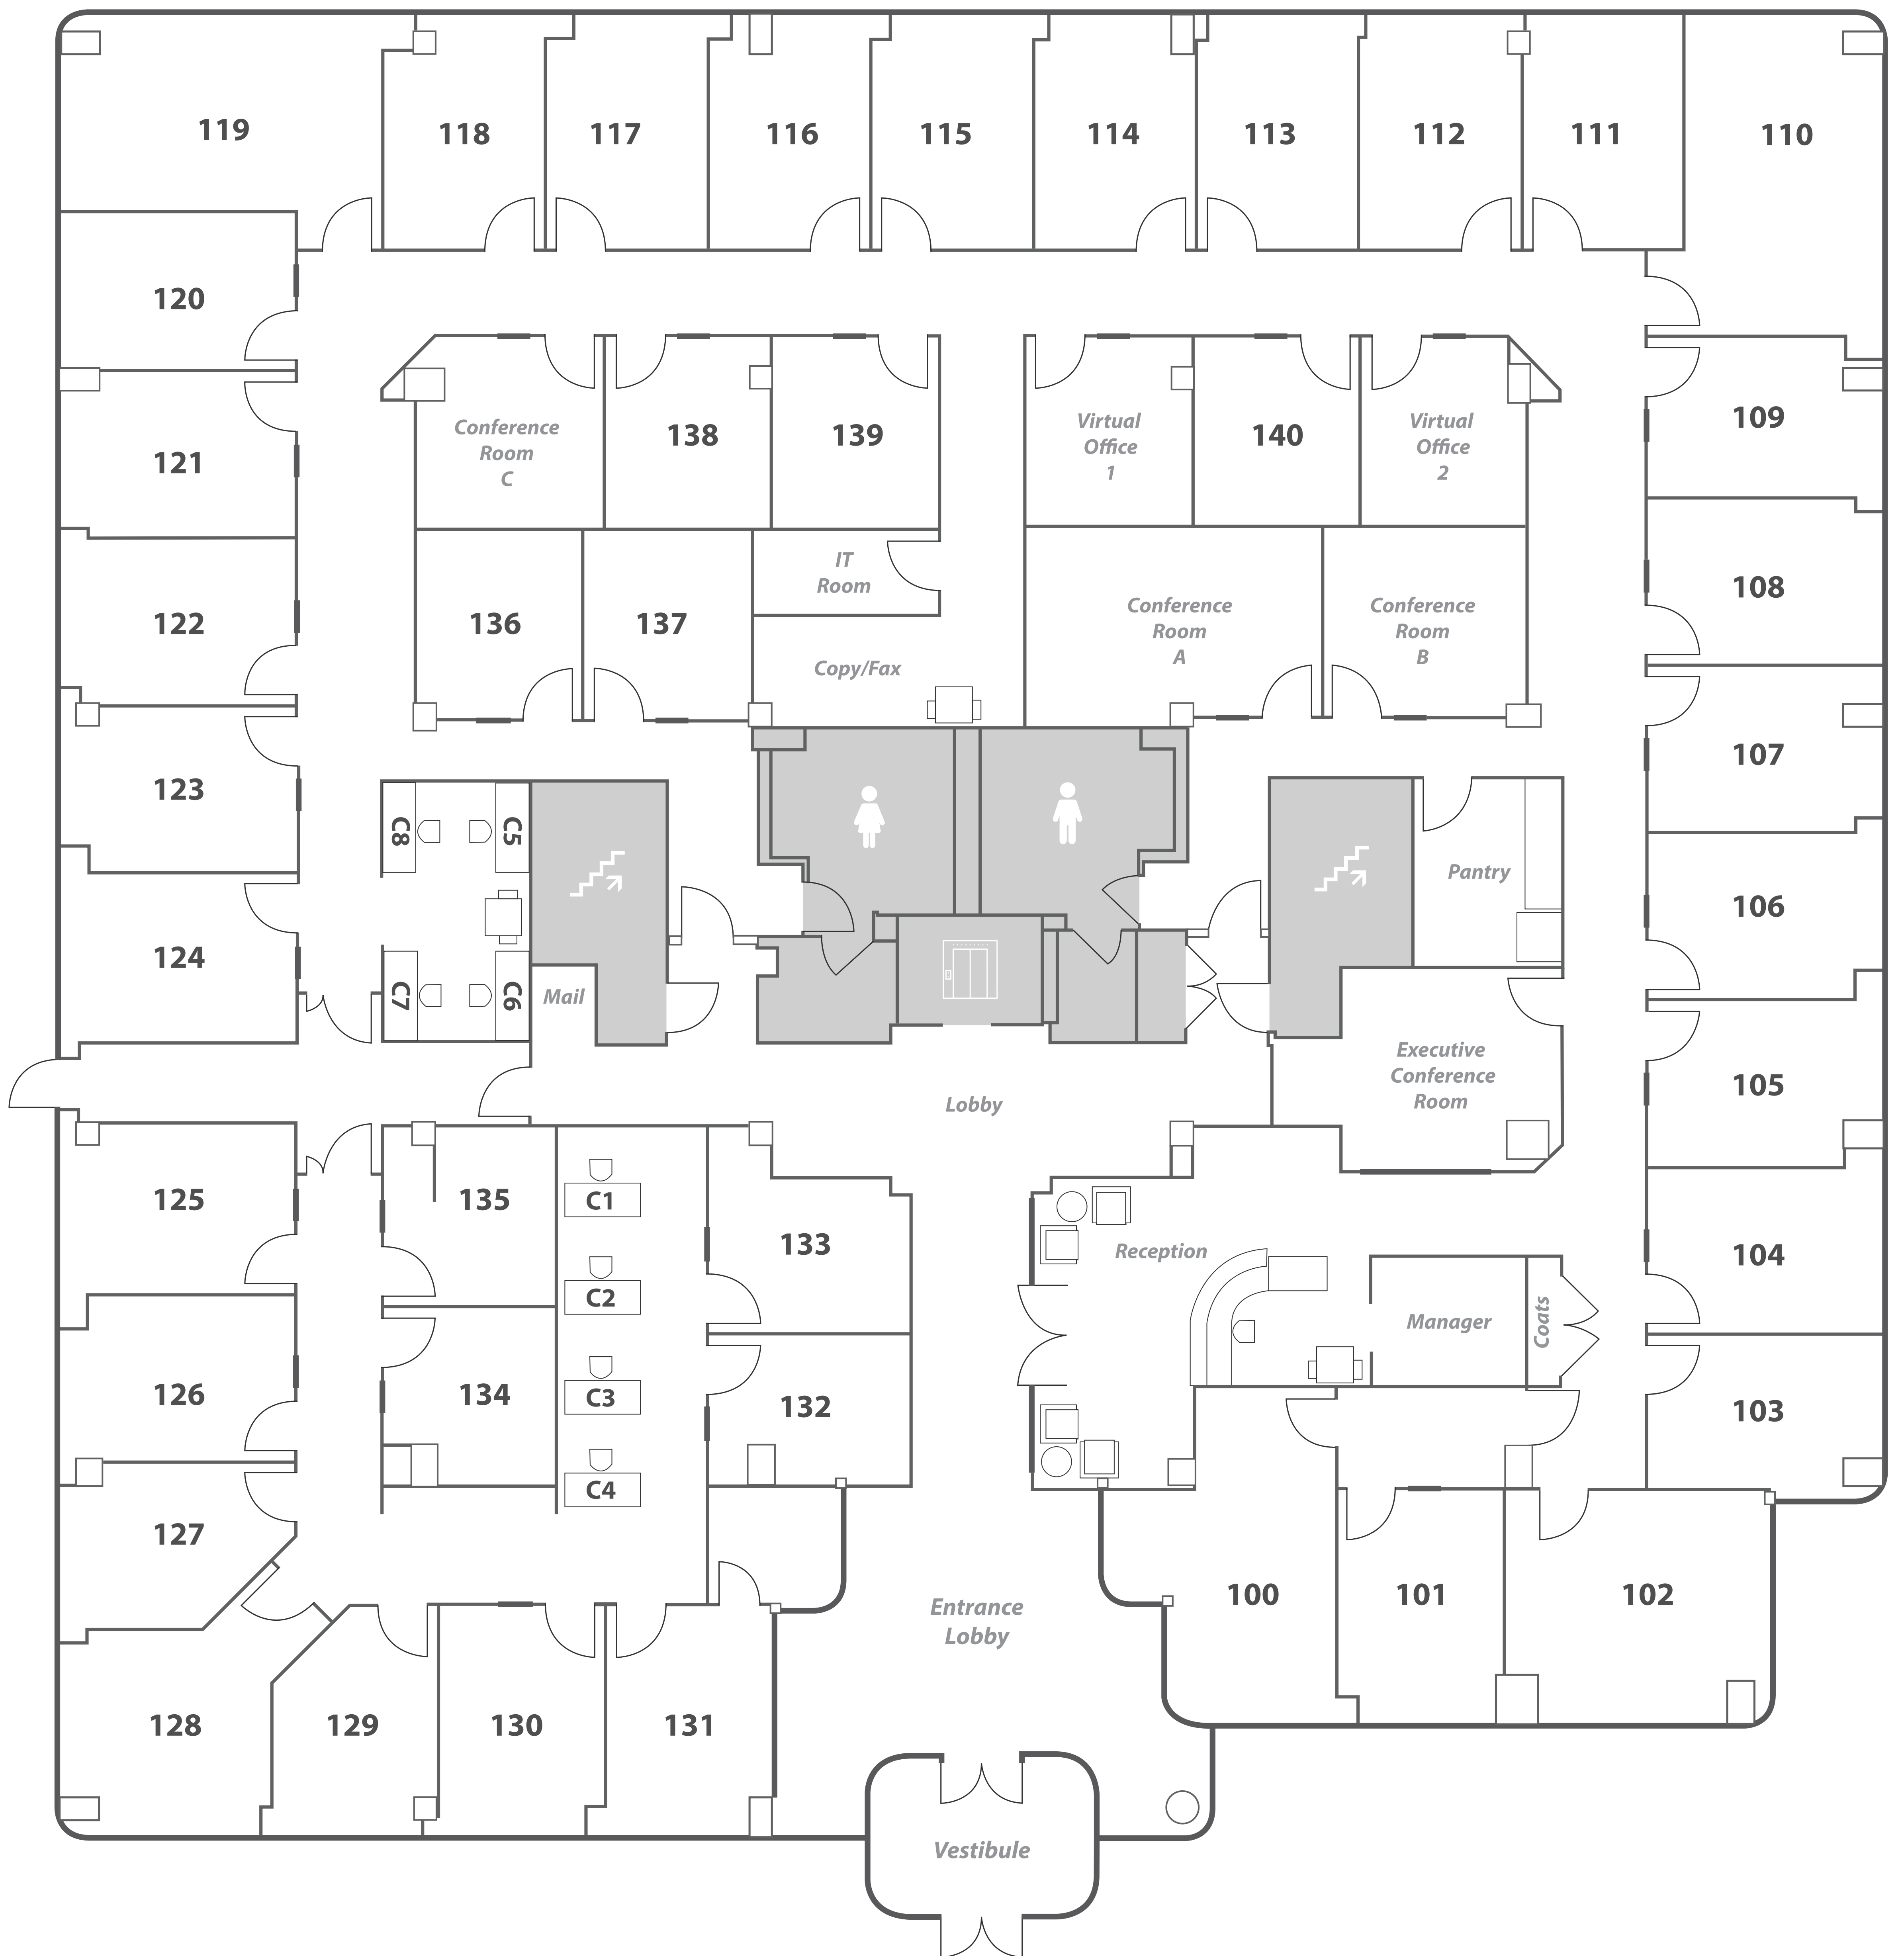 119
118
117
116
115
114
113
112
111
110
120
121
122
123
124
109
108
107
106
105
104
103
Conference
Room
C
138
139
Virtual
Office
1
140
Virtual
Office
2
136
137
IT
Room
Copy/Fax
Conference
Room
A
Conference
Room
B
C8
C5
C7
C6
Mail
Pantry
Executive
Conference
Room
Lobby
125
126
127
128
129
130
131
135
134
C1
C2
C3
C4
133
132
Reception
Manager
Coats
100
101
102
Entrance
Lobby
Vestibule